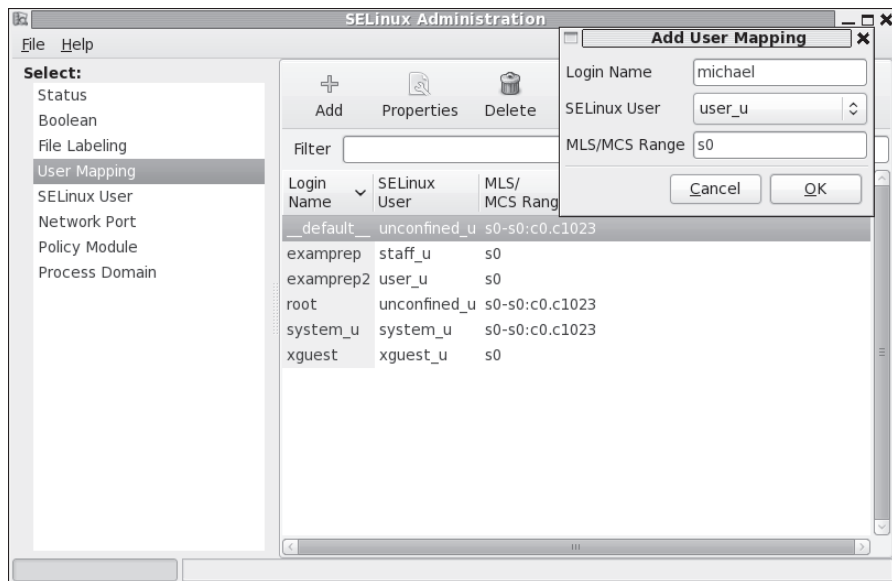 SELinux Administration
File Help
Select:
Status
Boolean
File Labeling
User Mapping
SELinux User
Network Port
Policy Module
Process Domain
Add Properties Delete
Filter
Login Name SELinux User MLS/ MCS Rang
__default__ unconfined_u s0-s0:c0.c1023
examprep staff_u s0
examprep2 user_u s0
root unconfined_u s0-s0:c0.c1023
system_u system_u s0-s0:c0.c1023
xguest xguest_u s0
Add User Mapping
Login Name michael
SELinux User user_u
MLS/MCS Range s0
Cancel OK